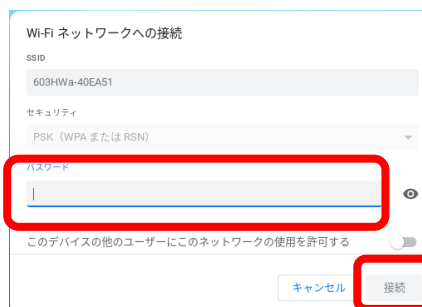 Wi-Fi ネットワークへの接続
SSID
603HWa-40EA51
セキュリティ
PSK（WPA または RSN）
パスワード
このデバイスの他のユーザーにこのネットワークの使用を許可する
キャンセル 接続